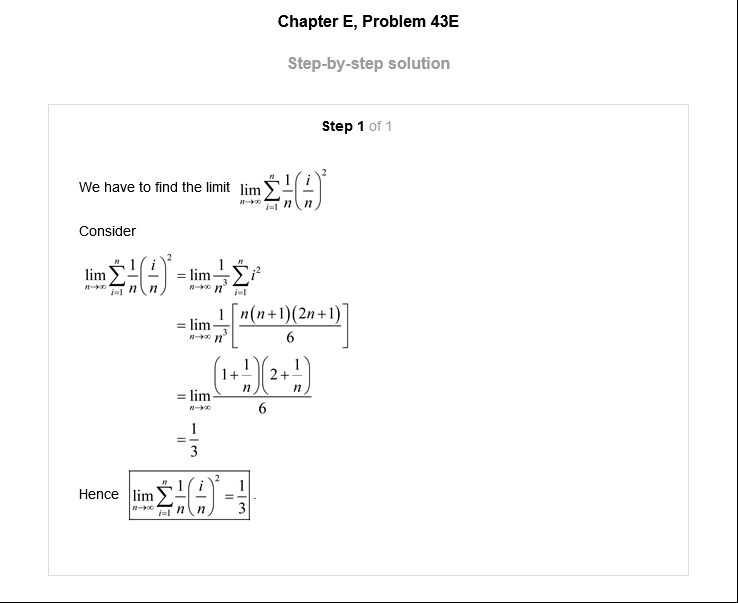 Chapter E, Problem 43E
Step-by-step solution
Step 1 of 1
We have to find the limit $\lim_{n \to \infty} \sum_{i=1}^{n} \frac{1}{n} \left( \frac{i}{n} \right)^2$
Consider
$\lim_{n \to \infty} \sum_{i=1}^{n} \frac{1}{n} \left( \frac{i}{n} \right)^2 = \lim_{n \to \infty} \frac{1}{n^3} \sum_{i=1}^{n} i^2$
$= \lim_{n \to \infty} \frac{1}{n^3} \left[ \frac{n(n+1)(2n+1)}{6} \right]$
$= \lim_{n \to \infty} \frac{\left( 1 + \frac{1}{n} \right) \left( 2 + \frac{1}{n} \right)}{6}$
$= \frac{1}{3}$
Hence $\boxed{\lim_{n \to \infty} \sum_{i=1}^{n} \frac{1}{n} \left( \frac{i}{n} \right)^2 = \frac{1}{3}}$.